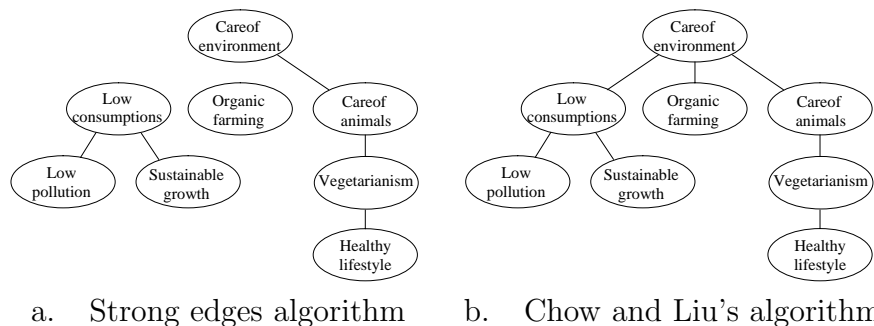 Careof
environment
Low
consumptions
Organic
farming
Careof
animals
Low
pollution
Sustainable
growth
Vegetarianism
Healthy
lifestyle
a. Strong edges algorithm
Careof
environment
Low
consumptions
Organic
farming
Careof
animals
Low
pollution
Sustainable
growth
Vegetarianism
Healthy
lifestyle
b. Chow and Liu's algorithm